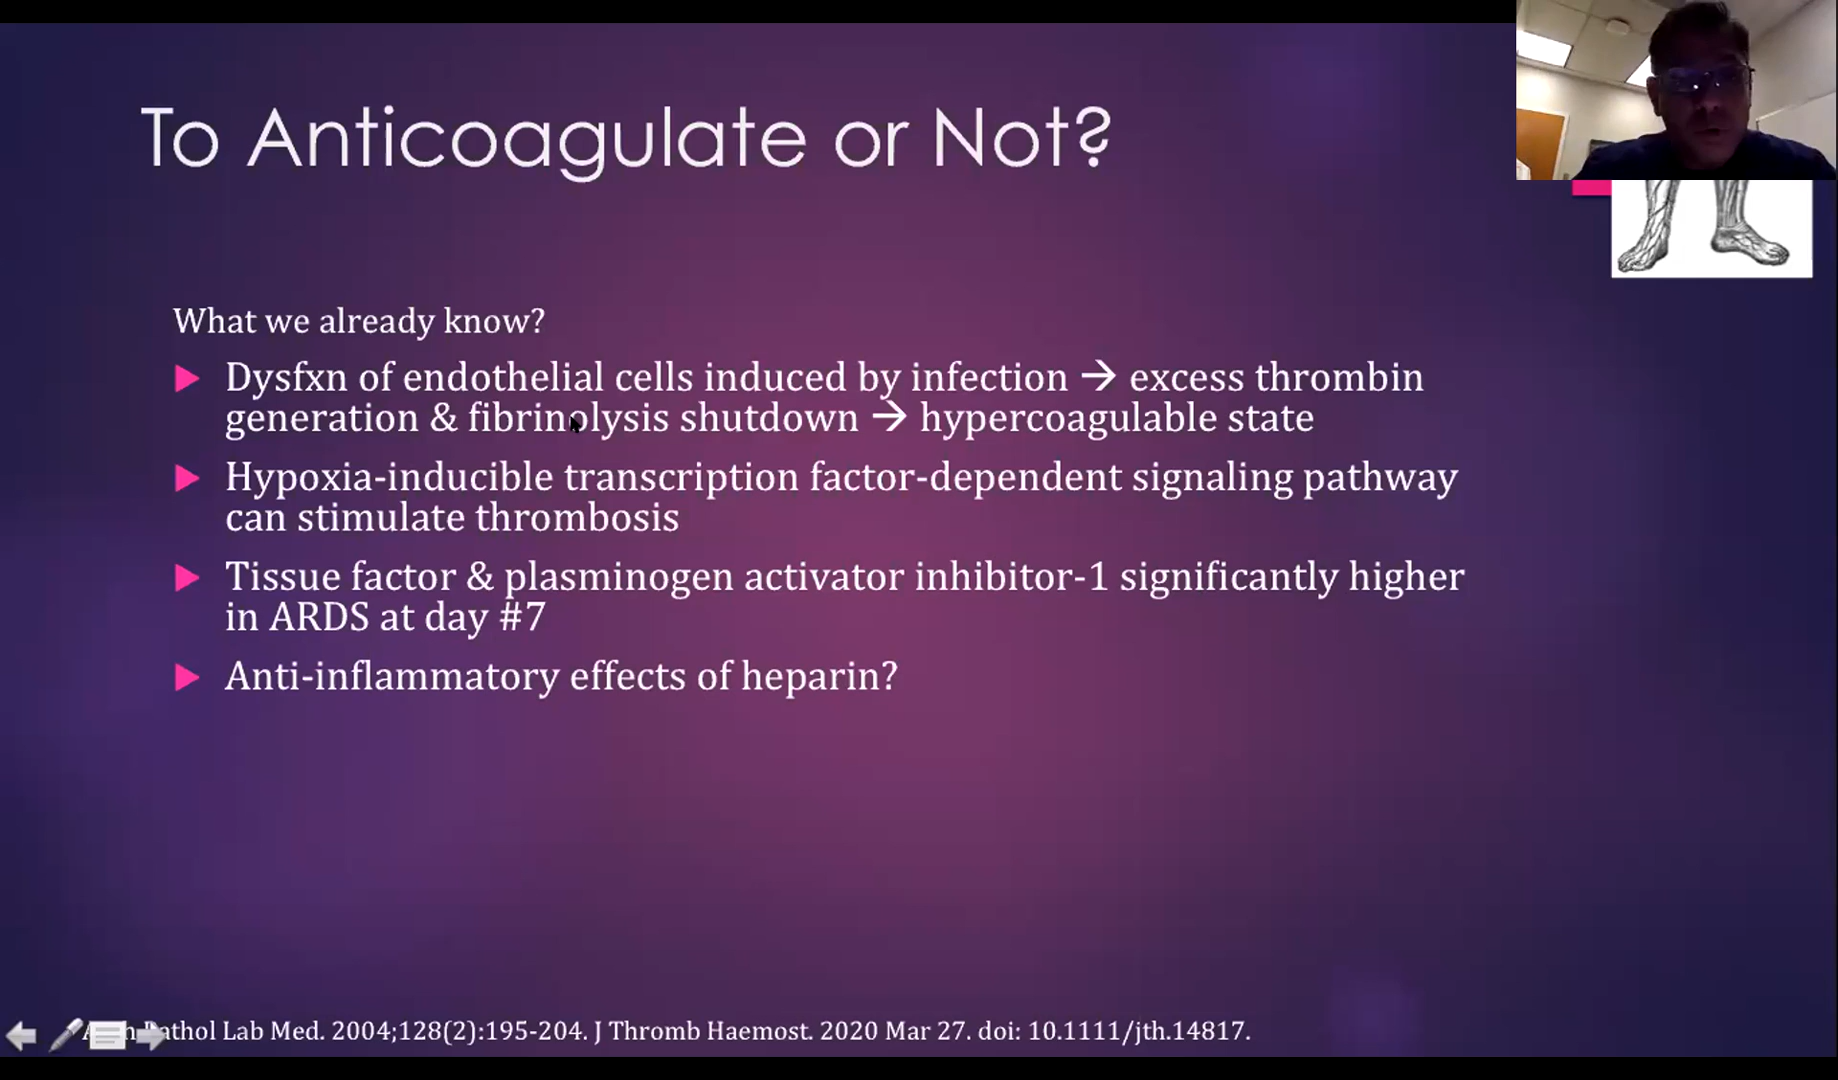 To Anticoagulate or Not?
What we already know?
Dysfxn of endothelial cells induced by infection → excess thrombin
generation & fibrinolysis shutdown → hypercoagulable state
Hypoxia-inducible transcription factor-dependent signaling pathway
can stimulate thrombosis
Tissue factor & plasminogen activator inhibitor-1 significantly higher
in ARDS at day #7
Anti-inflammatory effects of heparin?
Lab Med. 2004;128(2):195-204. J Thromb Haemost. 2020 Mar 27. doi: 10.1111/jth.14817.